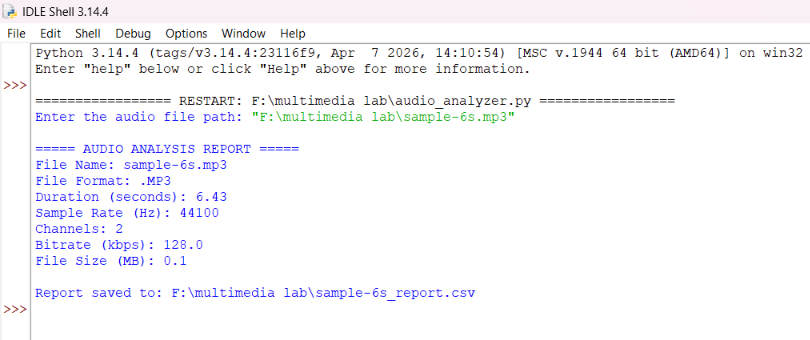 IDLE Shell 3.14.4
File Edit Shell Debug Options Window Help
Python 3.14.4 (tags/v3.14.4:23116f9, Apr  7 2026, 14:10:54) [MSC v.1944 64 bit (AMD64)] on win32
Enter "help" below or click "Help" above for more information.
>>>
================= RESTART: F:\multimedia lab\audio_analyzer.py =================
Enter the audio file path: "F:\multimedia lab\sample-6s.mp3"
===== AUDIO ANALYSIS REPORT =====
File Name: sample-6s.mp3
File Format: .MP3
Duration (seconds): 6.43
Sample Rate (Hz): 44100
Channels: 2
Bitrate (kbps): 128.0
File Size (MB): 0.1
Report saved to: F:\multimedia lab\sample-6s_report.csv
>>>